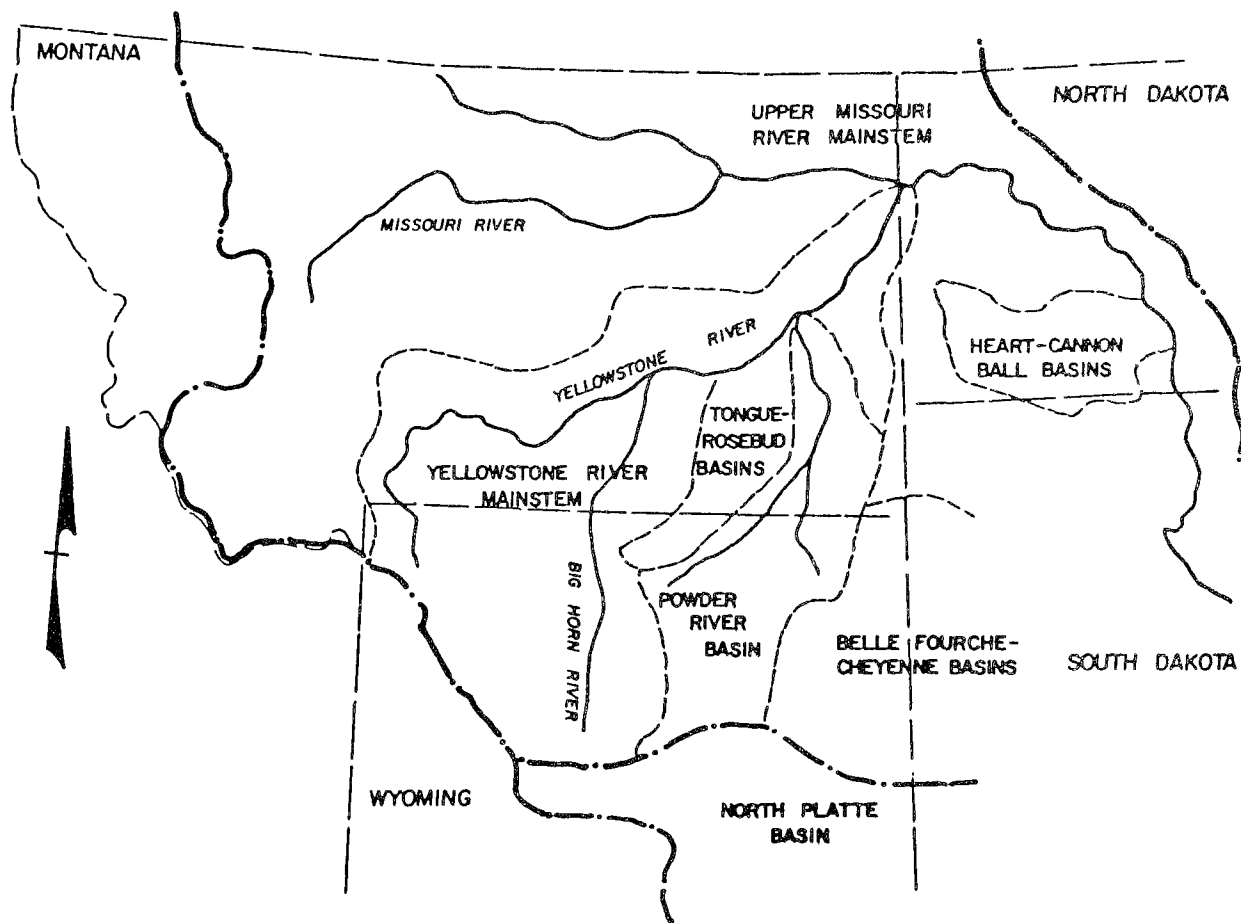 MONTANA
NORTH DAKOTA
UPPER MISSOURI
RIVER MAINSTEM
MISSOURI RIVER
YELLOWSTONE RIVER
HEART-CANNON
BALL BASINS
TONGUE-
ROSEBUD
BASINS
YELLOWSTONE RIVER
MAINSTEM
BIG HORN RIVER
POWDER
RIVER
BASIN
BELLE FOURCHE-
CHEYENNE BASINS
SOUTH DAKOTA
WYOMING
NORTH PLATTE
BASIN